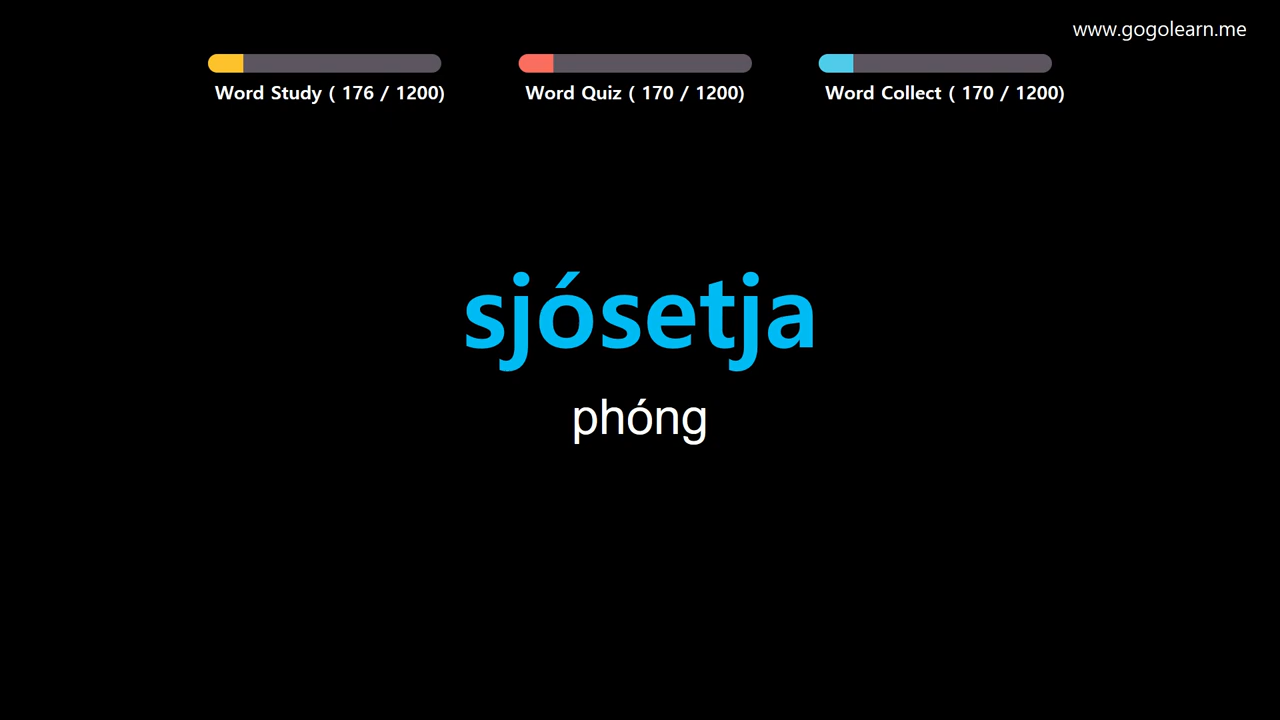 www.gogolearn.me
Word Study ( 176 / 1200)
Word Quiz ( 170 / 1200)
Word Collect ( 170 / 1200)
sjósetja
phóng